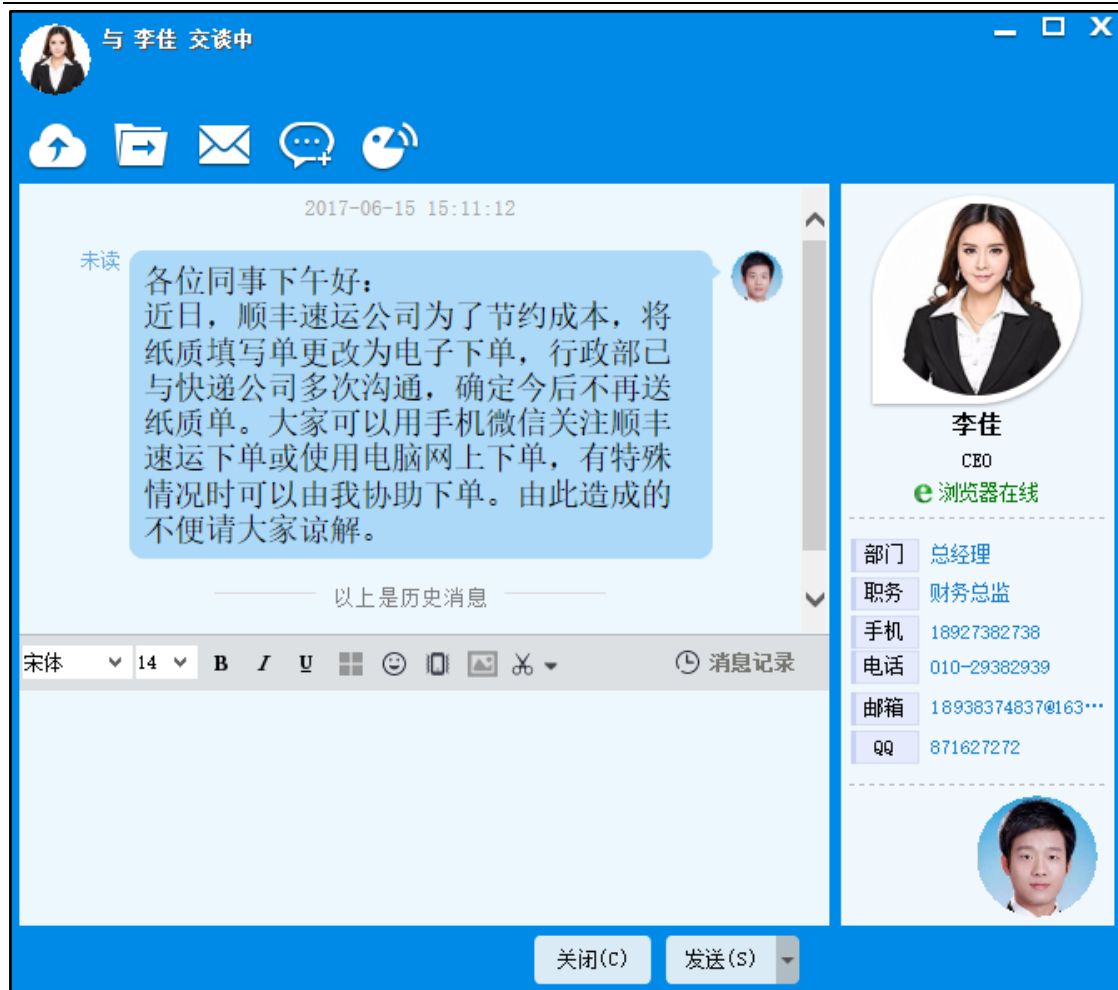 与 李佳 交谈中
2017-06-15 15:11:12
未读
各位同事下午好：
近日，顺丰速运公司为了节约成本，将
纸质填写单更改为电子下单，行政部已
与快递公司多次沟通，确定今后不再送
纸质单。大家可以用手机微信关注顺丰
速运下单或使用电脑网上下单，有特殊
情况时可以由我协助下单。由此造成的
不便请大家谅解。
以上是历史消息
宋体 14 B I U 消息记录
关闭(C) 发送(S)
李佳
CEO
浏览器在线
部门 总经理
职务 财务总监
手机 18927382738
电话 010-29382939
邮箱 18938374837@163…
QQ 871627272